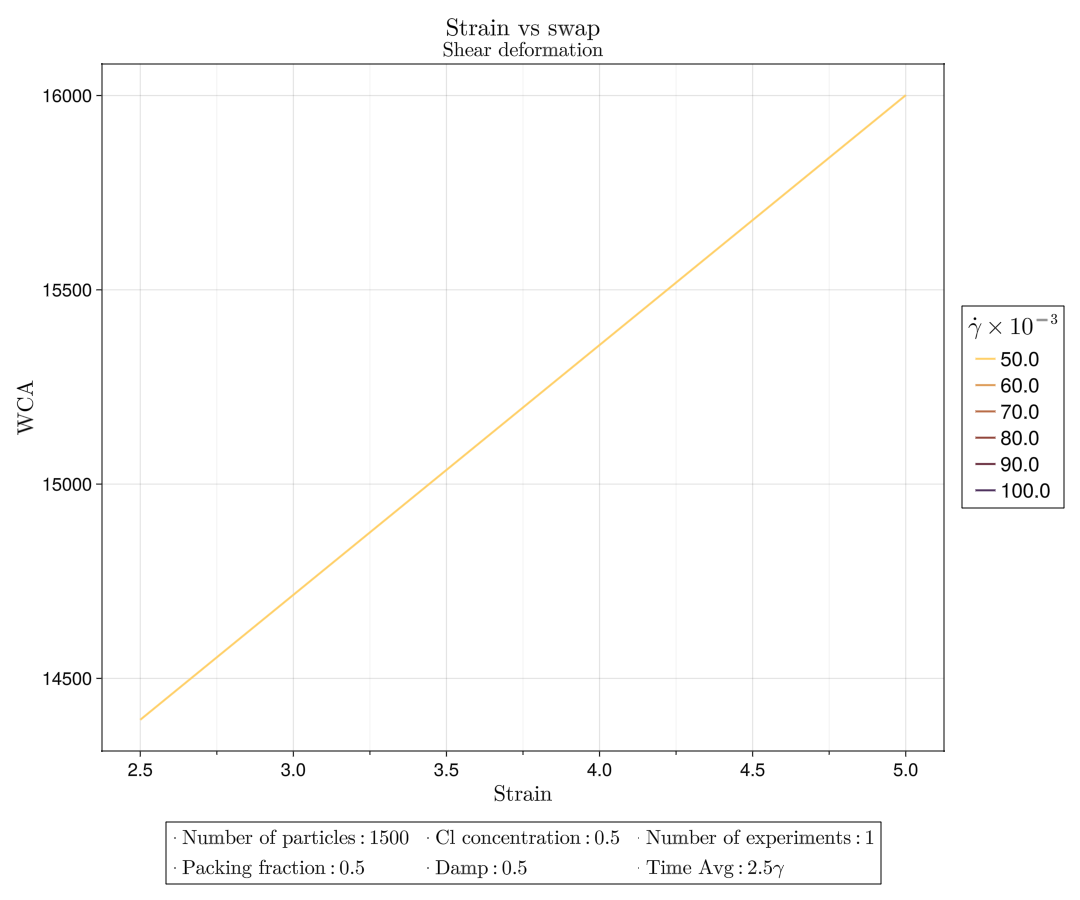 Strain vs swap
Shear deformation
16000
15500
15000
14500
WCA
2.5 3.0 3.5 4.0 4.5 5.0
Strain
γ̇ × 10⁻³
50.0
60.0
70.0
80.0
90.0
100.0
· Number of particles : 1500 · Cl concentration : 0.5 · Number of experiments : 1
· Packing fraction : 0.5 · Damp : 0.5 · Time Avg : 2.5γ